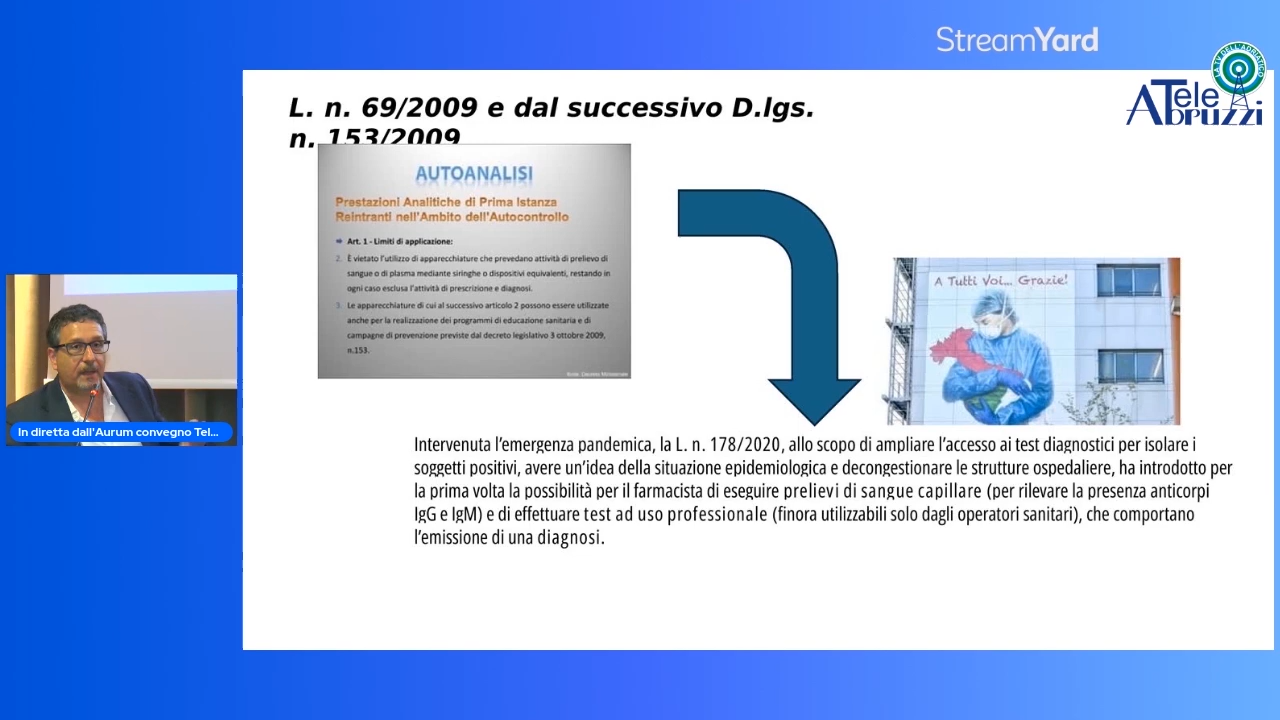 StreamYard
LA TV DELL'ADRIATICO
Tele
Abruzzi
L. n. 69/2009 e dal successivo D.lgs.
n. 153/2009
AUTOANALISI
Prestazioni Analitiche di Prima Istanza
Reintranti nell'Ambito dell'Autocontrollo
Art. 1 - Limiti di applicazione:
2. È vietato l'utilizzo di apparecchiature che prevedano attività di prelievo di
sangue o di plasma mediante siringhe o dispositivi equivalenti, restando in
ogni caso esclusa l'attività di prescrizione e diagnosi.
3. Le apparecchiature di cui al successivo articolo 2 possono essere utilizzate
anche per la realizzazione dei programmi di educazione sanitaria e di
campagne di prevenzione previste dal decreto legislativo 3 ottobre 2009,
n.153.
A Tutti Voi... Grazie!
In diretta dall'Aurum convegno Tel...
Intervenuta l'emergenza pandemica, la L. n. 178/2020, allo scopo di ampliare l'accesso ai test diagnostici per isolare i
soggetti positivi, avere un'idea della situazione epidemiologica e decongestionare le strutture ospedaliere, ha introdotto per
la prima volta la possibilità per il farmacista di eseguire prelievi di sangue capillare (per rilevare la presenza anticorpi
IgG e IgM) e di effettuare test ad uso professionale (finora utilizzabili solo dagli operatori sanitari), che comportano
l'emissione di una diagnosi.